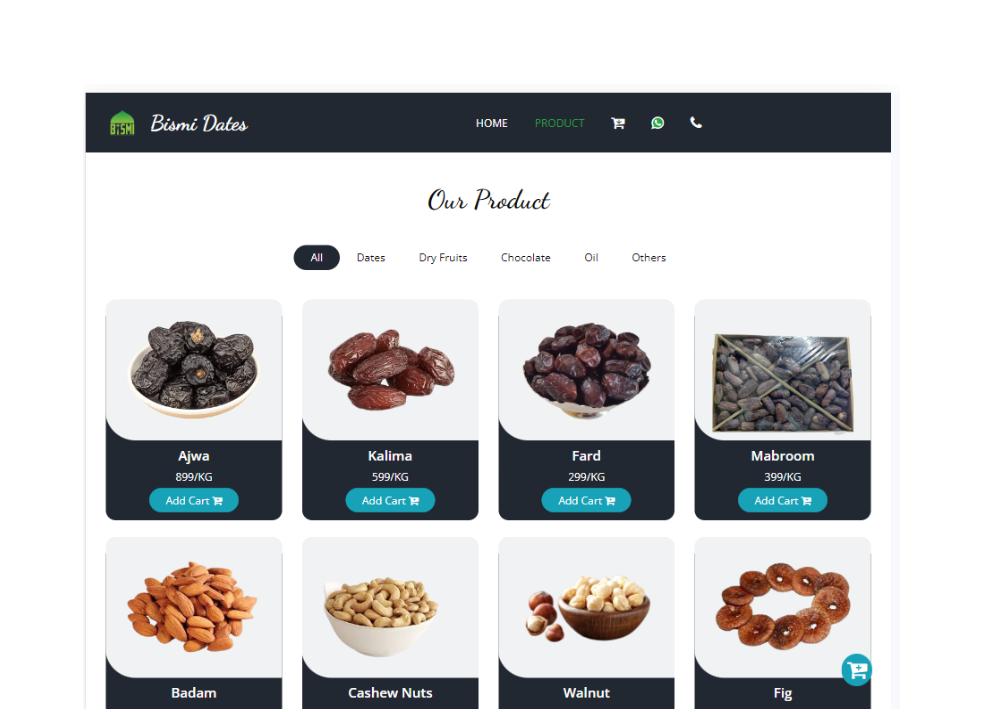 BISMI Bismi Dates HOME PRODUCT
Our Product
All Dates Dry Fruits Chocolate Oil Others
Ajwa Kalima Fard Mabroom
899/KG 599/KG 299/KG 399/KG
Add Cart Add Cart Add Cart Add Cart
Badam Cashew Nuts Walnut Fig